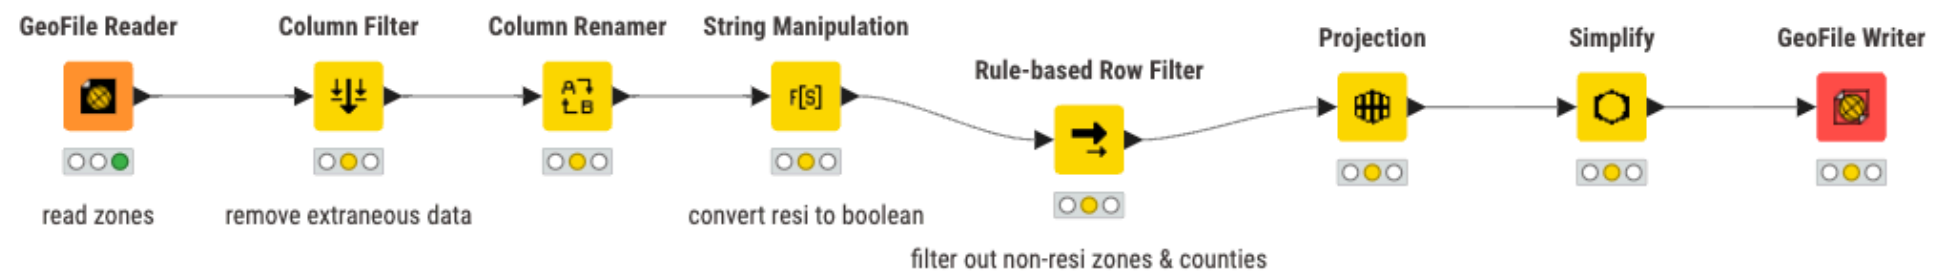 GeoFile Reader
Column Filter
Column Renamer
String Manipulation
Rule-based Row Filter
Projection
Simplify
GeoFile Writer
A
B
F[S]
read zones
remove extraneous data
convert resi to boolean
filter out non-resi zones & counties